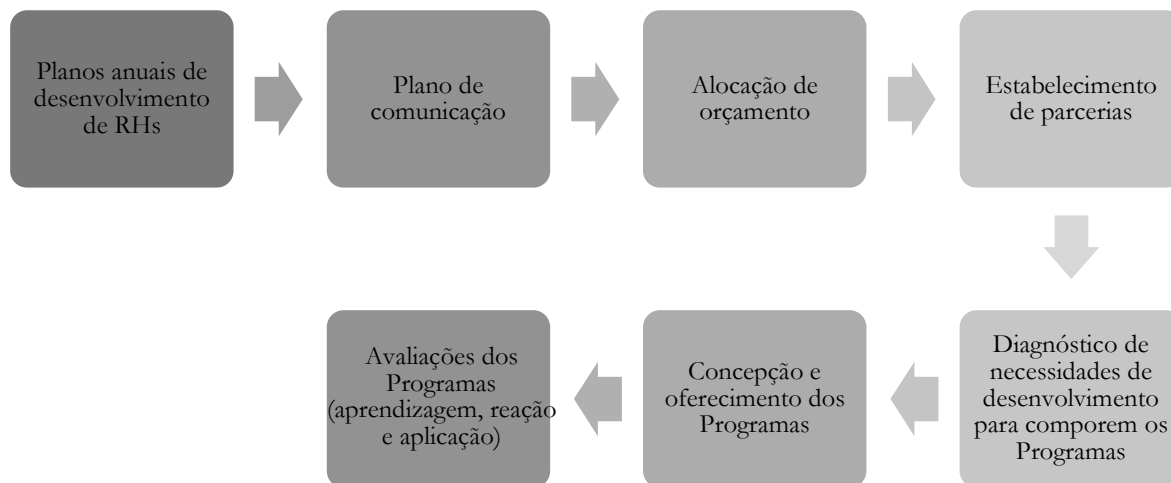 Planos anuais de
desenvolvimento
de RHs
Plano de
comunicação
Alocação de
orçamento
Estabelecimento
de parcerias
Diagnóstico de
necessidades de
desenvolvimento
para comporem os
Programas
Concepção e
oferecimento dos
Programas
Avaliações dos
Programas
(aprendizagem, reação
e aplicação)